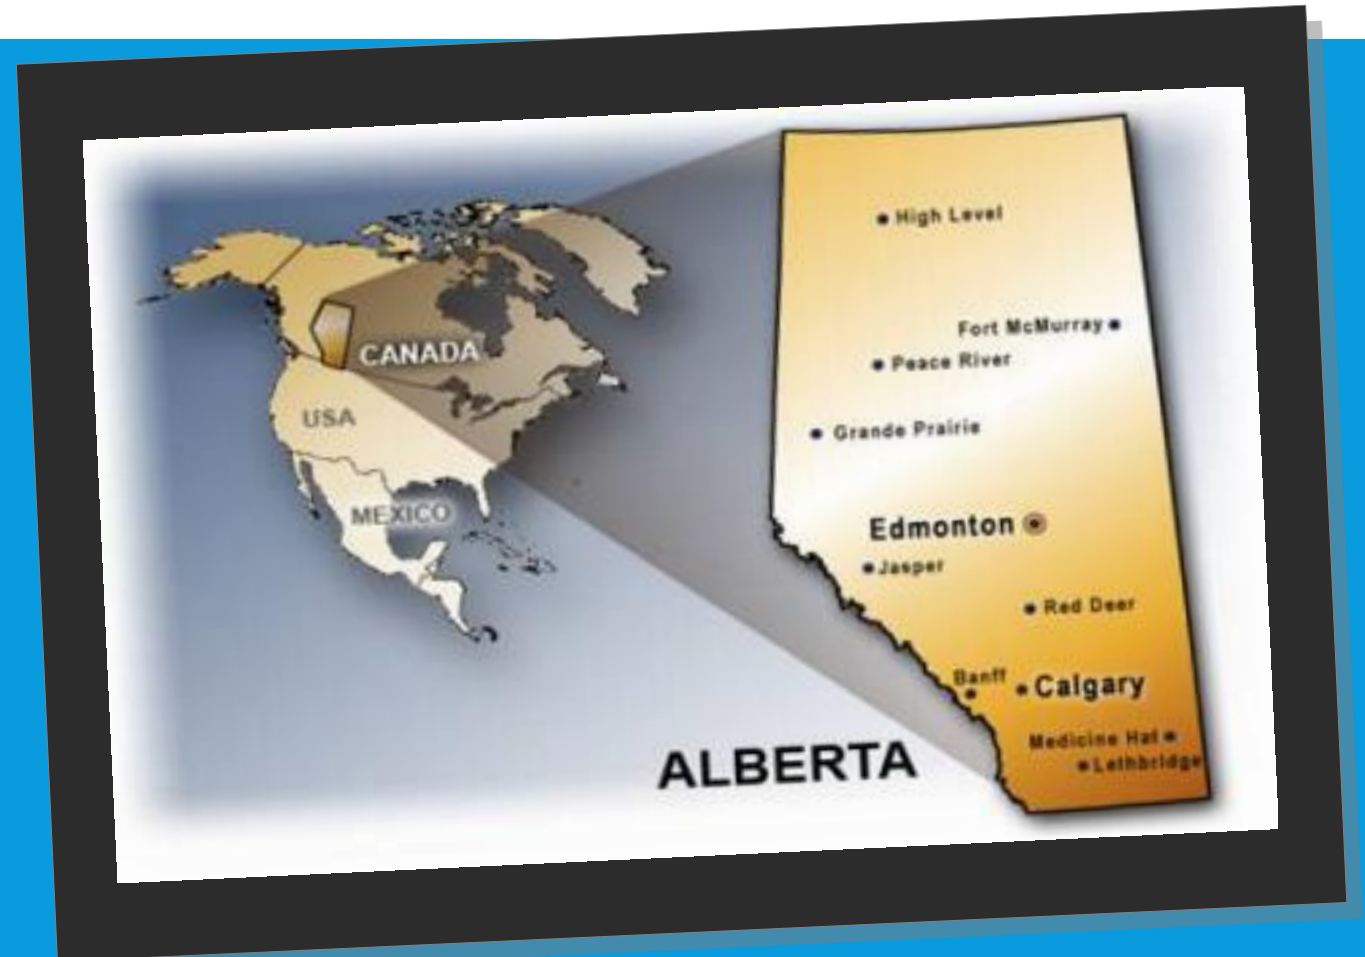 High Level
Fort McMurray
CANADA
Peace River
USA
Grande Prairie
MEXICO
Edmonton
Jasper
Red Deer
Banff
Calgary
Medicine Hat
ALBERTA
Lethbridge